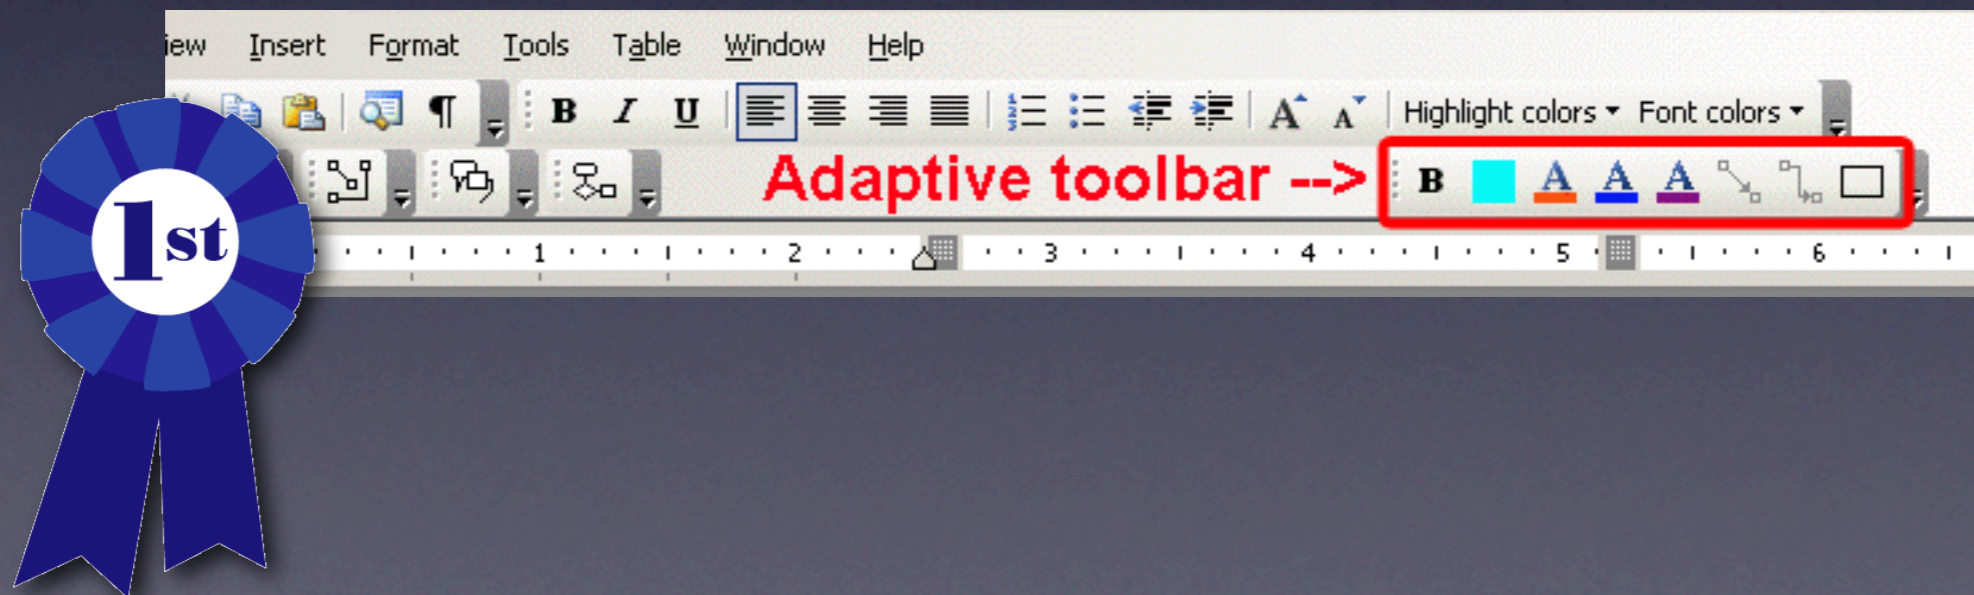 iew Insert Format Tools Table Window Help
B I U Highlight colors Font colors
Adaptive toolbar --> B A A A
1st
1 2 3 4 5 6